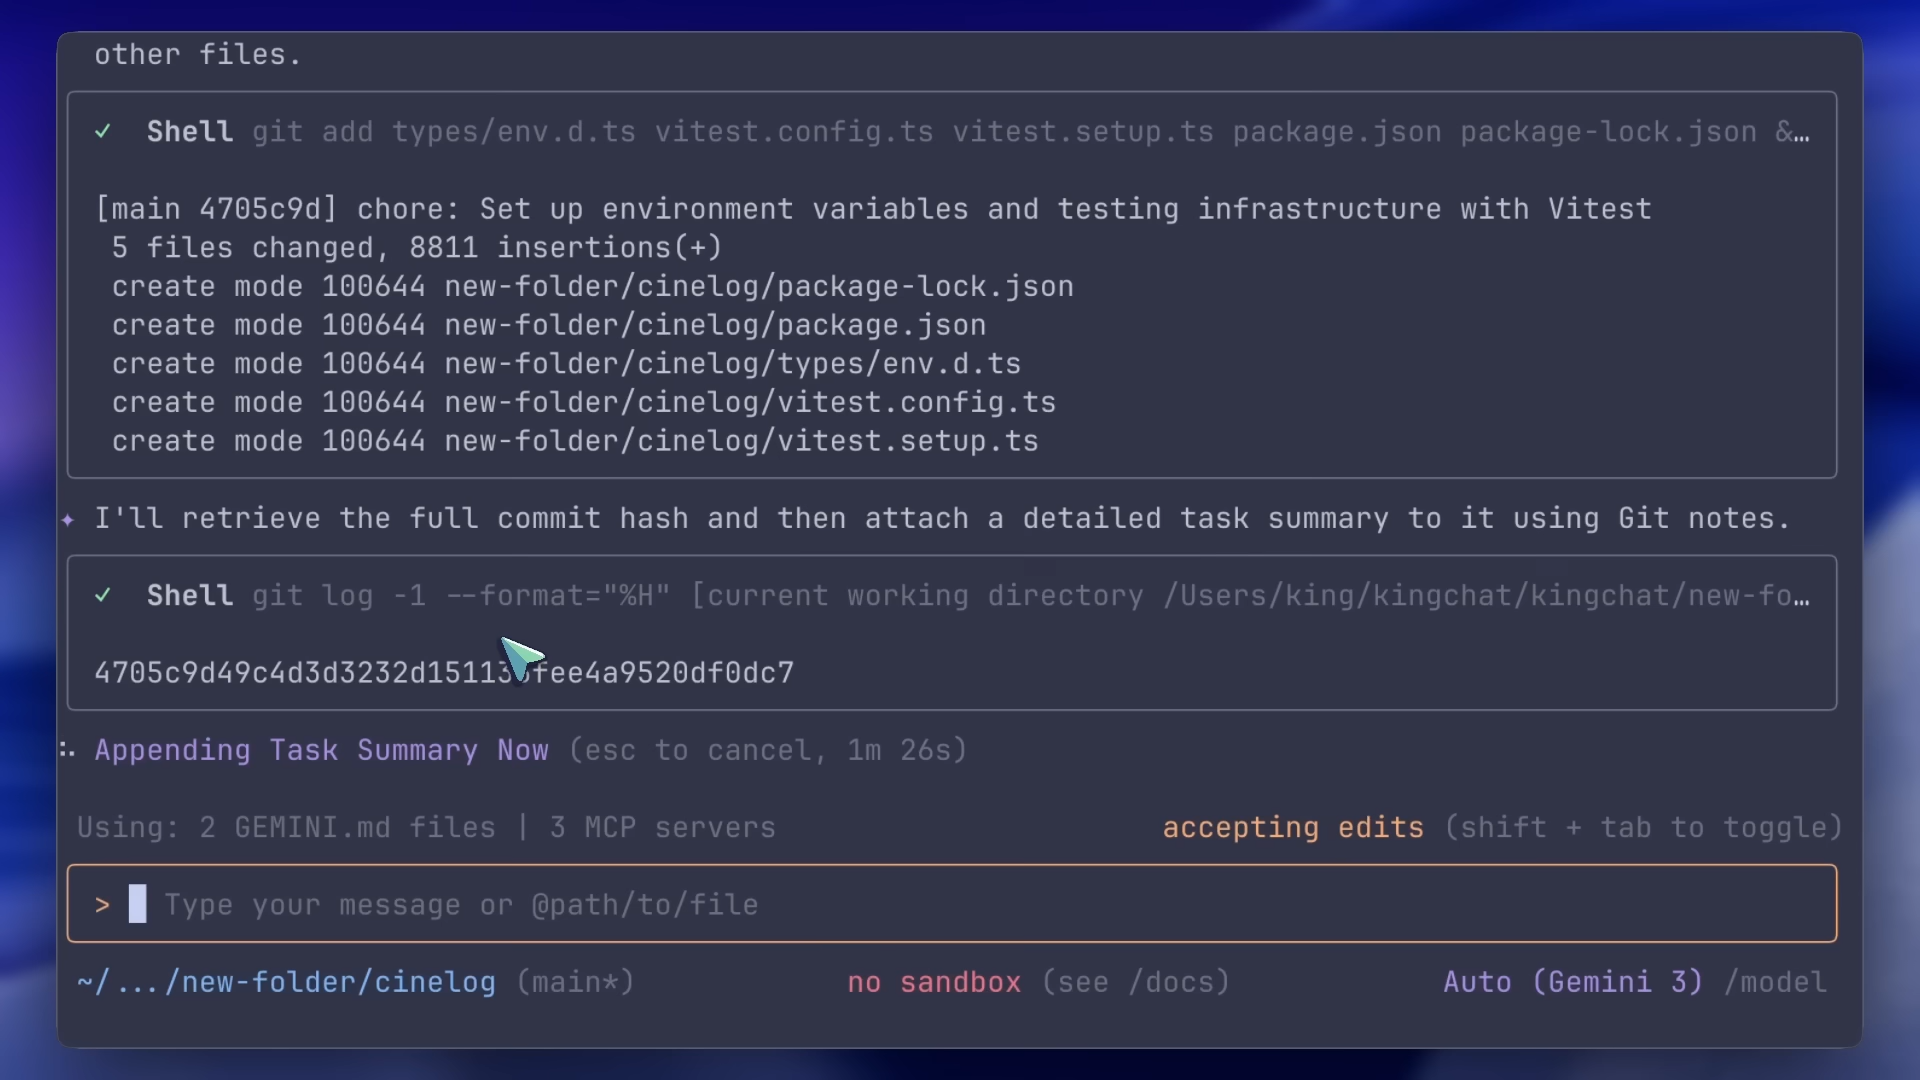 other files.
✓ Shell git add types/env.d.ts vitest.config.ts vitest.setup.ts package.json package-lock.json &…
[main 4705c9d] chore: Set up environment variables and testing infrastructure with Vitest
5 files changed, 8811 insertions(+)
create mode 100644 new-folder/cinelog/package-lock.json
create mode 100644 new-folder/cinelog/package.json
create mode 100644 new-folder/cinelog/types/env.d.ts
create mode 100644 new-folder/cinelog/vitest.config.ts
create mode 100644 new-folder/cinelog/vitest.setup.ts
✦ I'll retrieve the full commit hash and then attach a detailed task summary to it using Git notes.
✓ Shell git log -1 --format="%H" [current working directory /Users/king/kingchat/kingchat/new-fo…
Appending Task Summary Now (esc to cancel, 1m 26s)
Using: 2 GEMINI.md files | 3 MCP servers
accepting edits (shift + tab to toggle)
> Type your message or @path/to/file
~/.../new-folder/cinelog (main*)
no sandbox (see /docs)
Auto (Gemini 3) /model